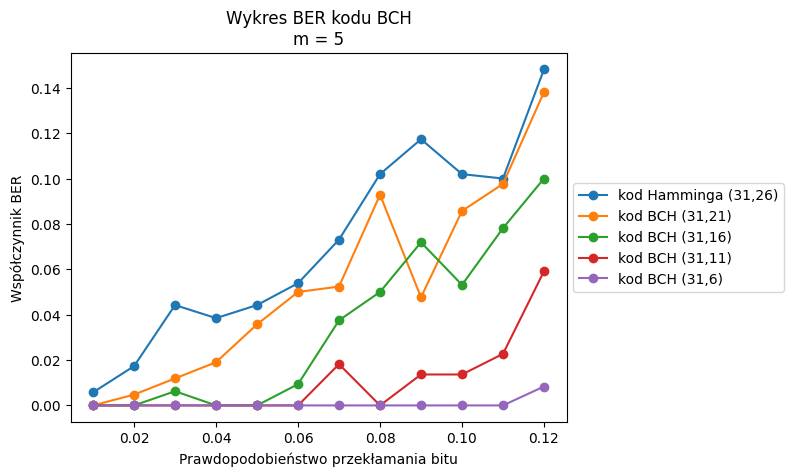 Wykres BER kodu BCH
m = 5
Współczynnik BER
0.14
0.12
0.10
0.08
0.06
0.04
0.02
0.00
0.02 0.04 0.06 0.08 0.10 0.12
Prawdopodobieństwo przekłamania bitu
kod Hamminga (31,26)
kod BCH (31,21)
kod BCH (31,16)
kod BCH (31,11)
kod BCH (31,6)